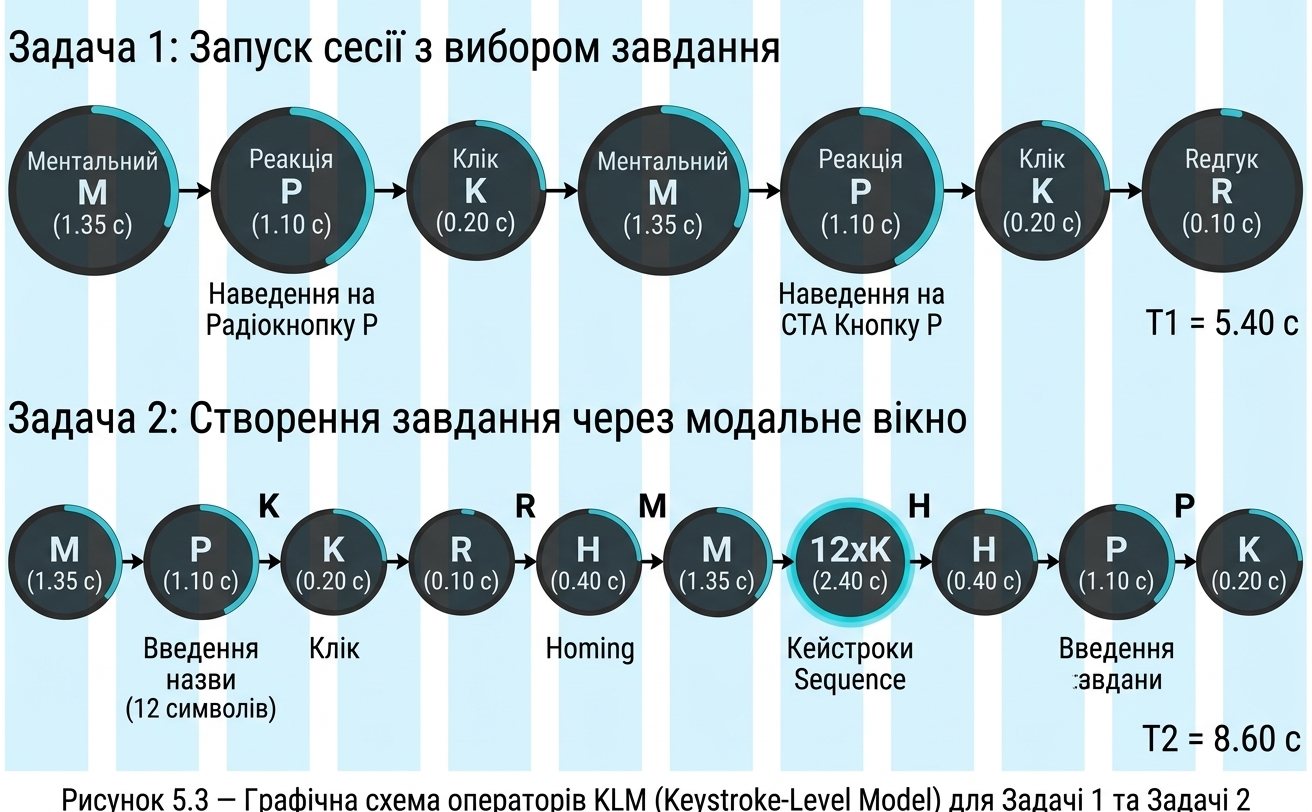 Задача 1: Запуск сесії з вибором завдання
Ментальний
M
(1.35 с)
Реакція
P
(1.10 с)
Наведення на
Радіокнопку P
Клік
K
(0.20 с)
Ментальний
M
(1.35 с)
Реакція
P
(1.10 с)
Наведення на
СТА Кнопку P
Клік
K
(0.20 с)
Rедгук
R
(0.10 с)
T1 = 5.40 с
Задача 2: Створення завдання через модальне вікно
M
(1.35 с)
P
(1.10 с)
Введення
назви
(12 символів)
K
K
(0.20 с)
Клік
R
(0.10 с)
R
H
(0.40 с)
Homing
M
M
(1.35 с)
12xK
(2.40 с)
Кейстроки
Sequence
H
H
(0.40 с)
P
(1.10 с)
Введення
P
K
(0.20 с)
T2 = 8.60 с
Рисунок 5.3 — Графічна схема операторів KLM (Keystroke-Level Model) для Задачі 1 та Задачі 2